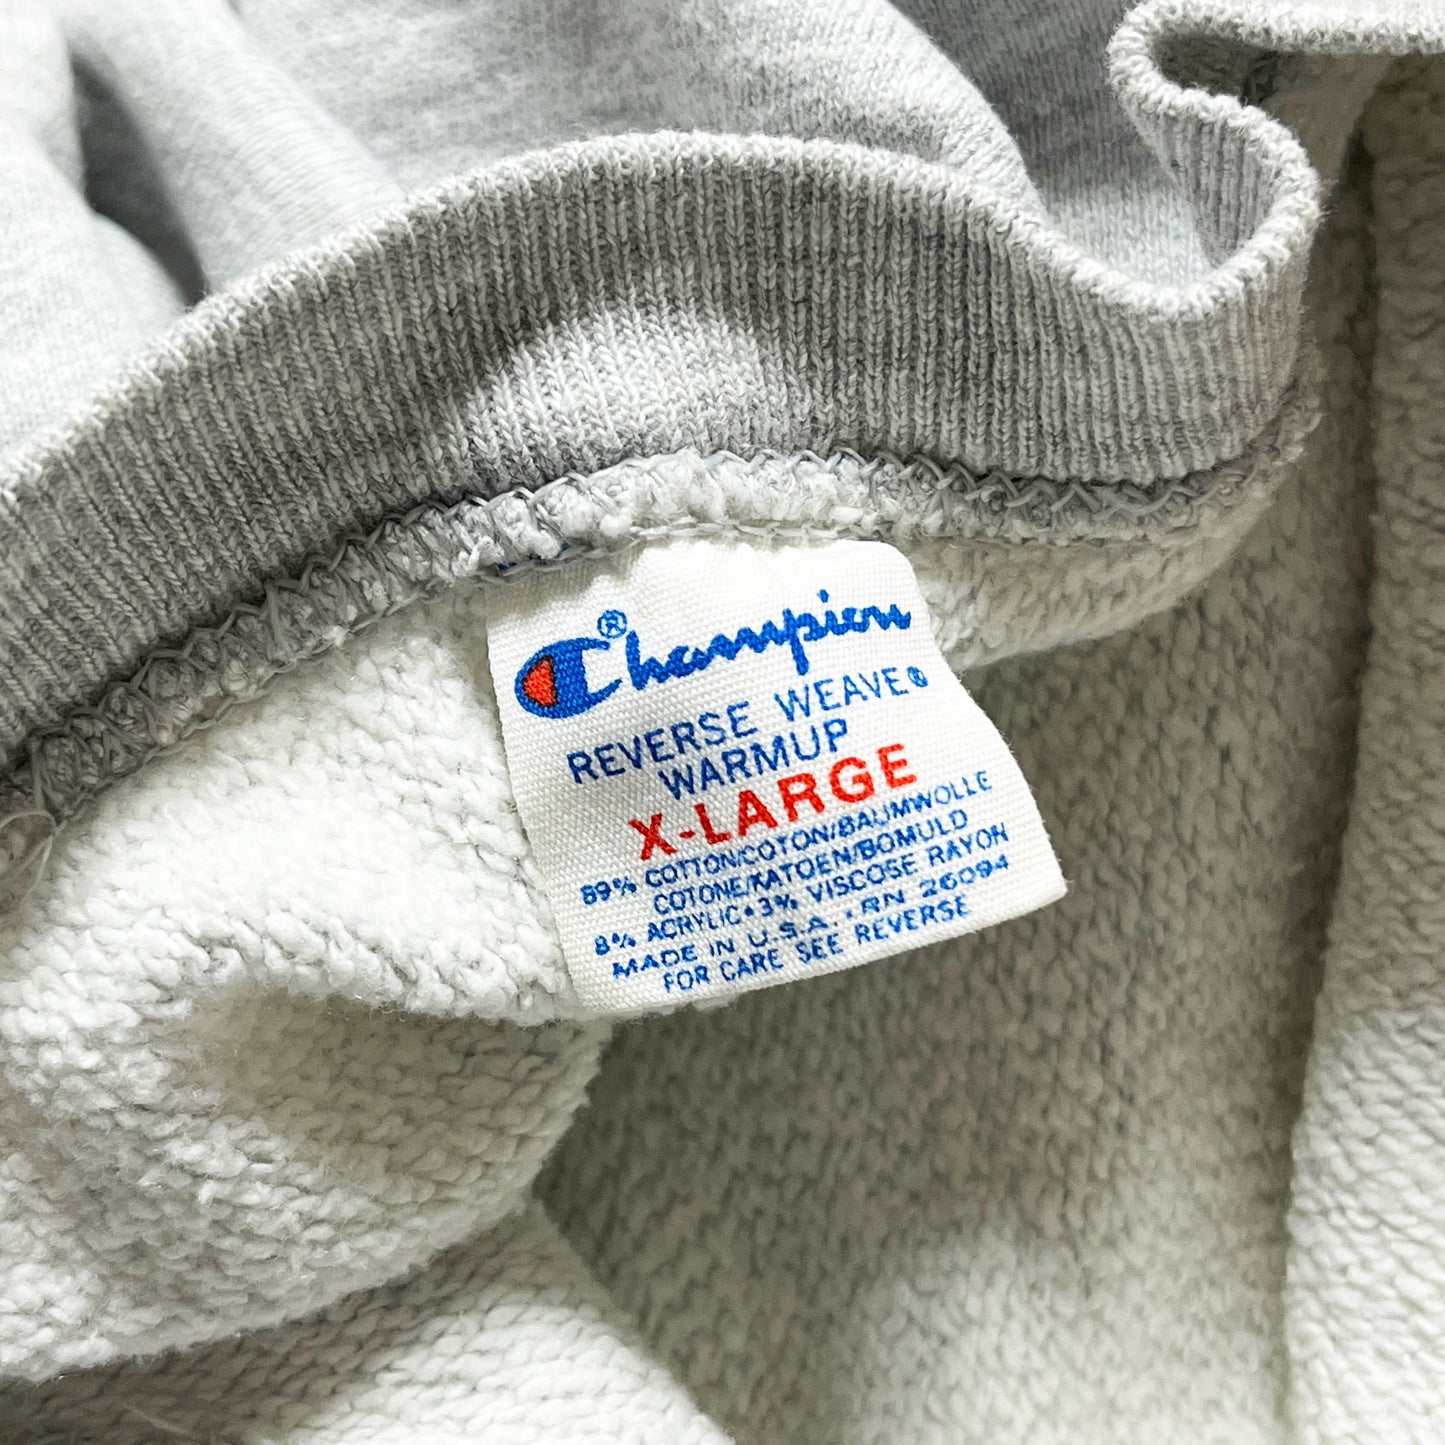 Champion®
REVERSE WEAVE®
WARMUP
X-LARGE
89% COTTON/COTON/BAUMWOLLE
COTONE/KATOEN/BOMULD
8% ACRYLIC•3% VISCOSE RAYON
MADE IN U.S.A.•RN 26094
FOR CARE SEE REVERSE